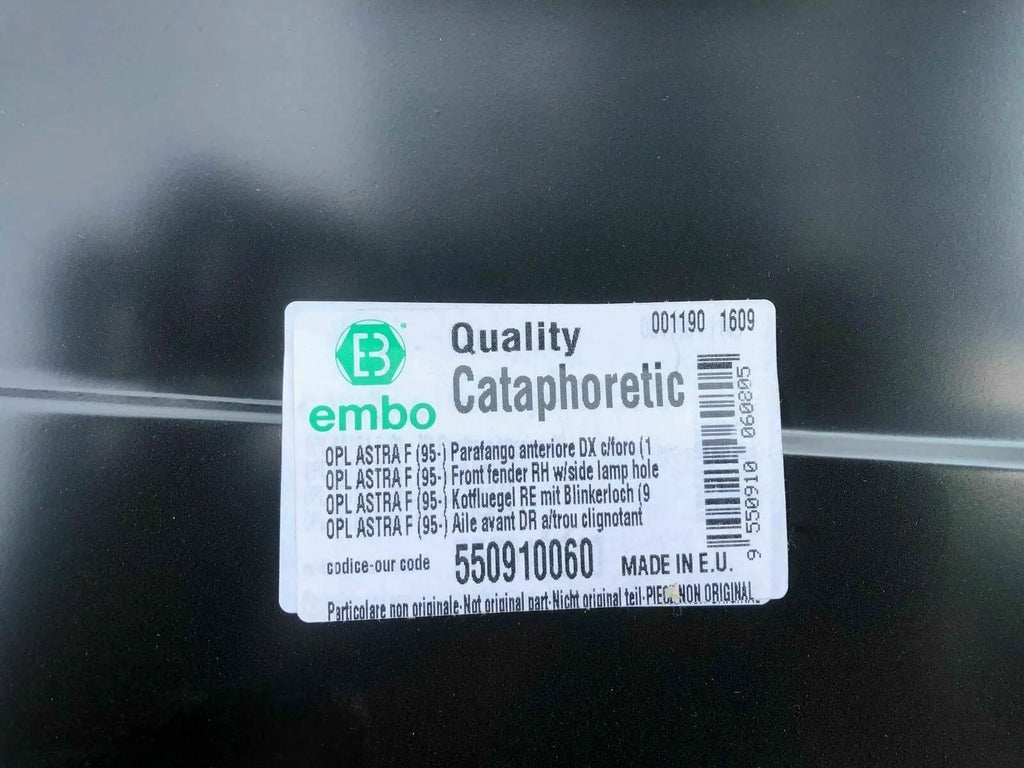 EB
embo
Quality
Cataphoretic
001190 1609
OPL ASTRA F (95-) Parafango anteriore DX c/foro (1
OPL ASTRA F (95-) Front fender RH w/side lamp hole
OPL ASTRA F (95-) Kotfluegel RE mit Blinkerloch (9
OPL ASTRA F (95-) Aile avant DR a/trou clignotant
codice-our code 550910060 MADE IN E.U.
Particolare non originale-Not original part-Nicht original teil-PIECE NON ORIGINAL
9 550910 060805